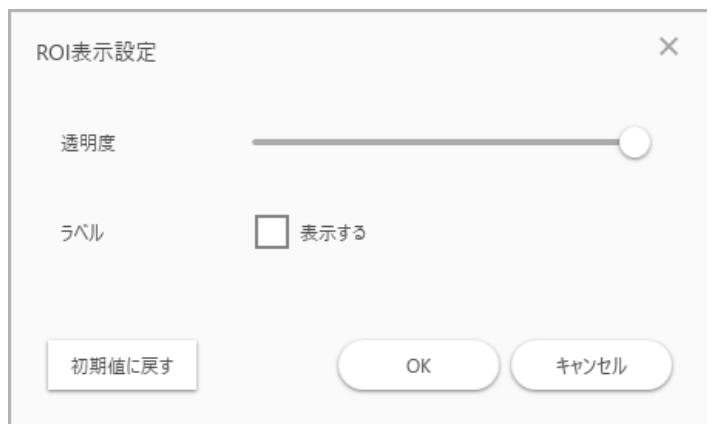 ROI表示設定
透明度
ラベル
表示する
初期値に戻す
OK
キャンセル